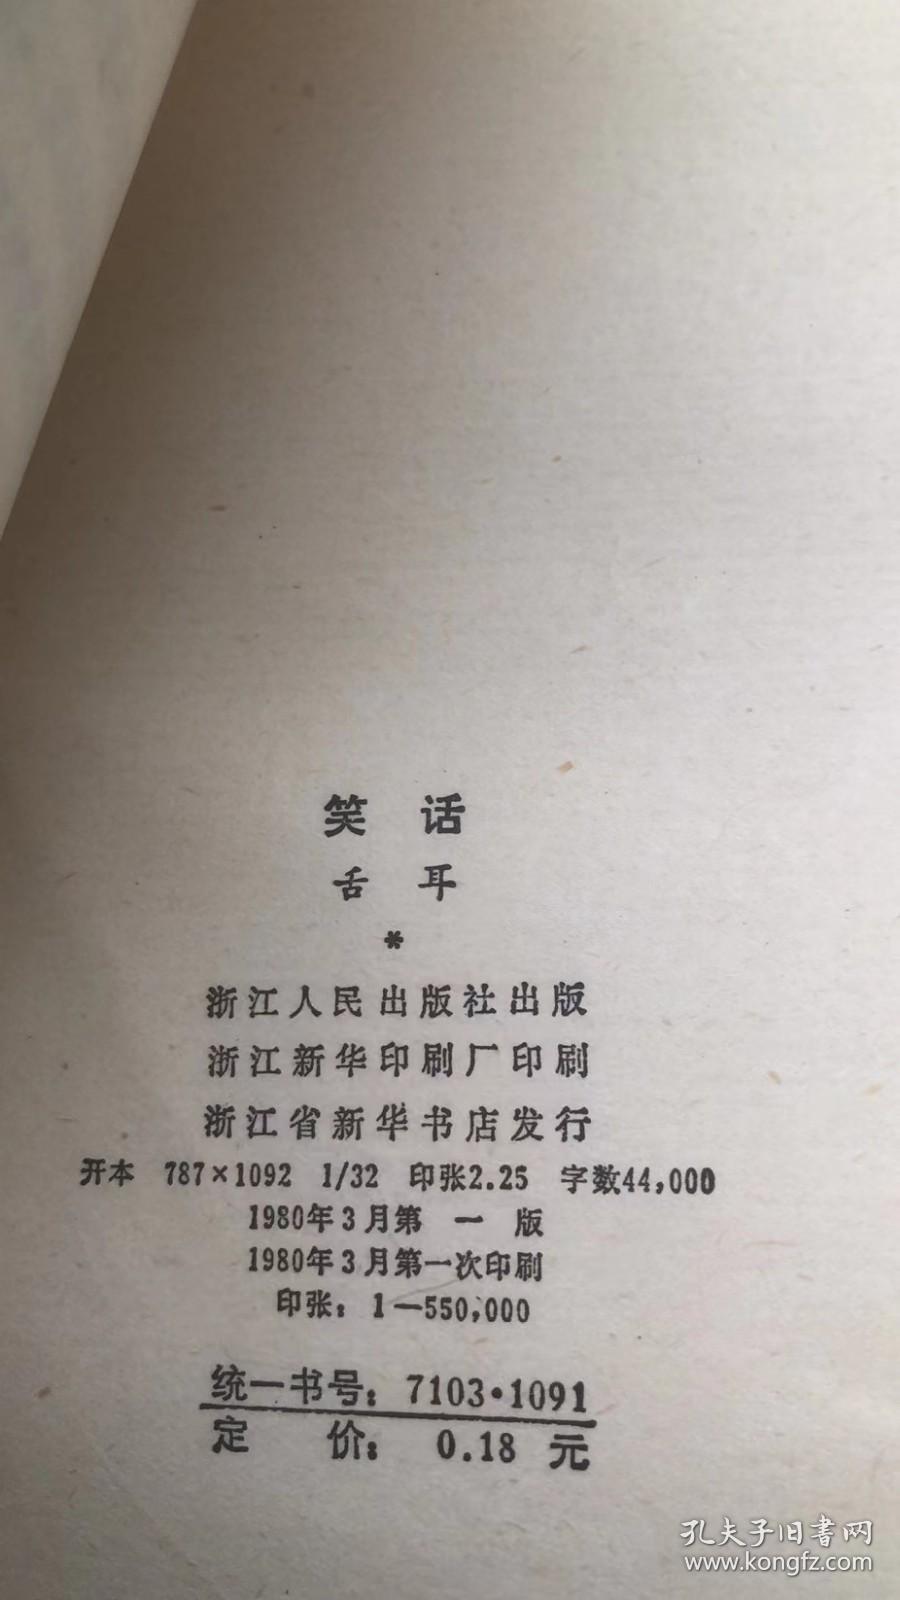 笑 话
舌 耳
*
浙江人民出版社出版
浙江新华印刷厂印刷
浙江省新华书店发行
开本 787×1092 1/32 印张2.25 字数44,000
1980年3月第 一 版
1980年3月第一次印刷
印张：1—550,000
统一书号：7103·1091
定 价：0.18 元
孔夫子旧書网
www.kongfz.com